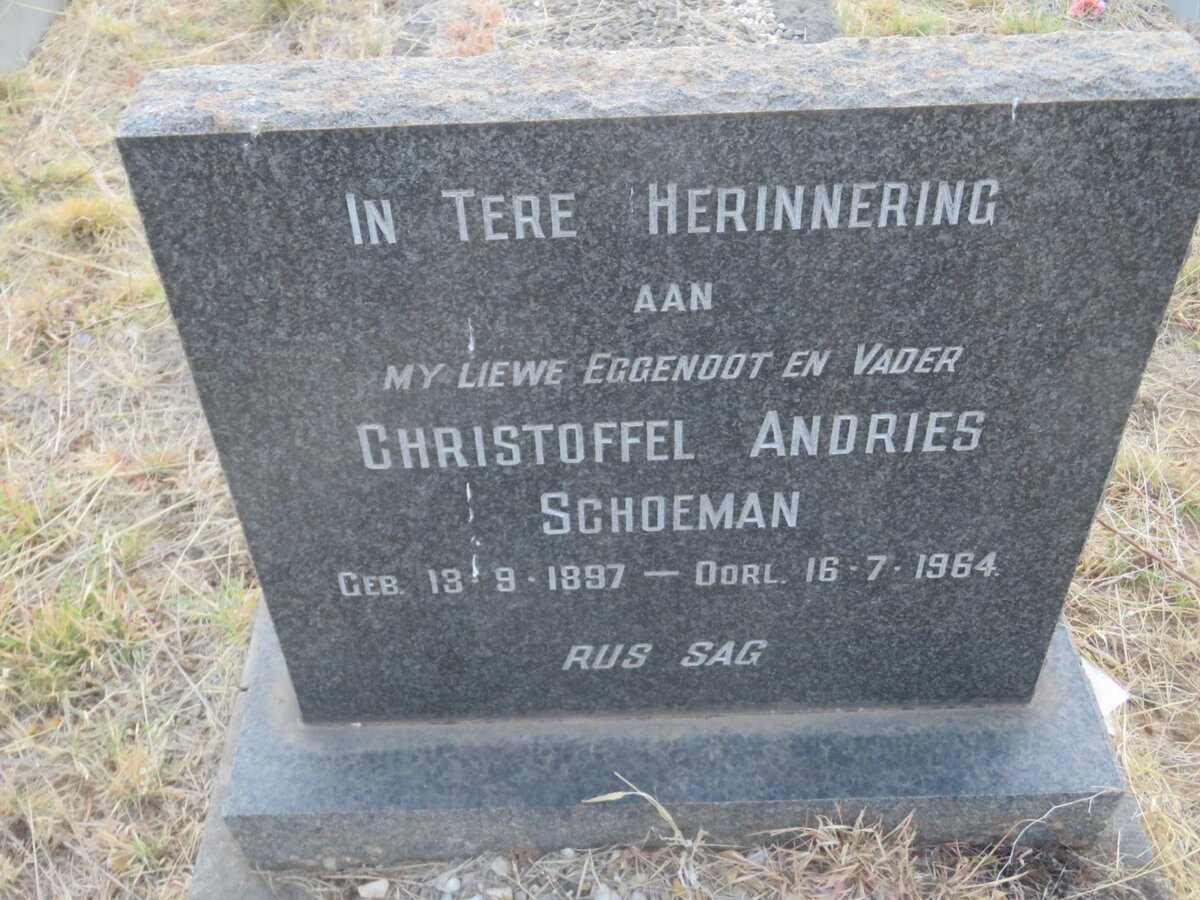 IN TERE HERINNERING
AAN
MY LIEWE EGGENOOT EN VADER
CHRISTOFFEL ANDRIES
SCHOEMAN
GEB. 13·9·1897 — OORL. 16·7·1964.
RUS SAG